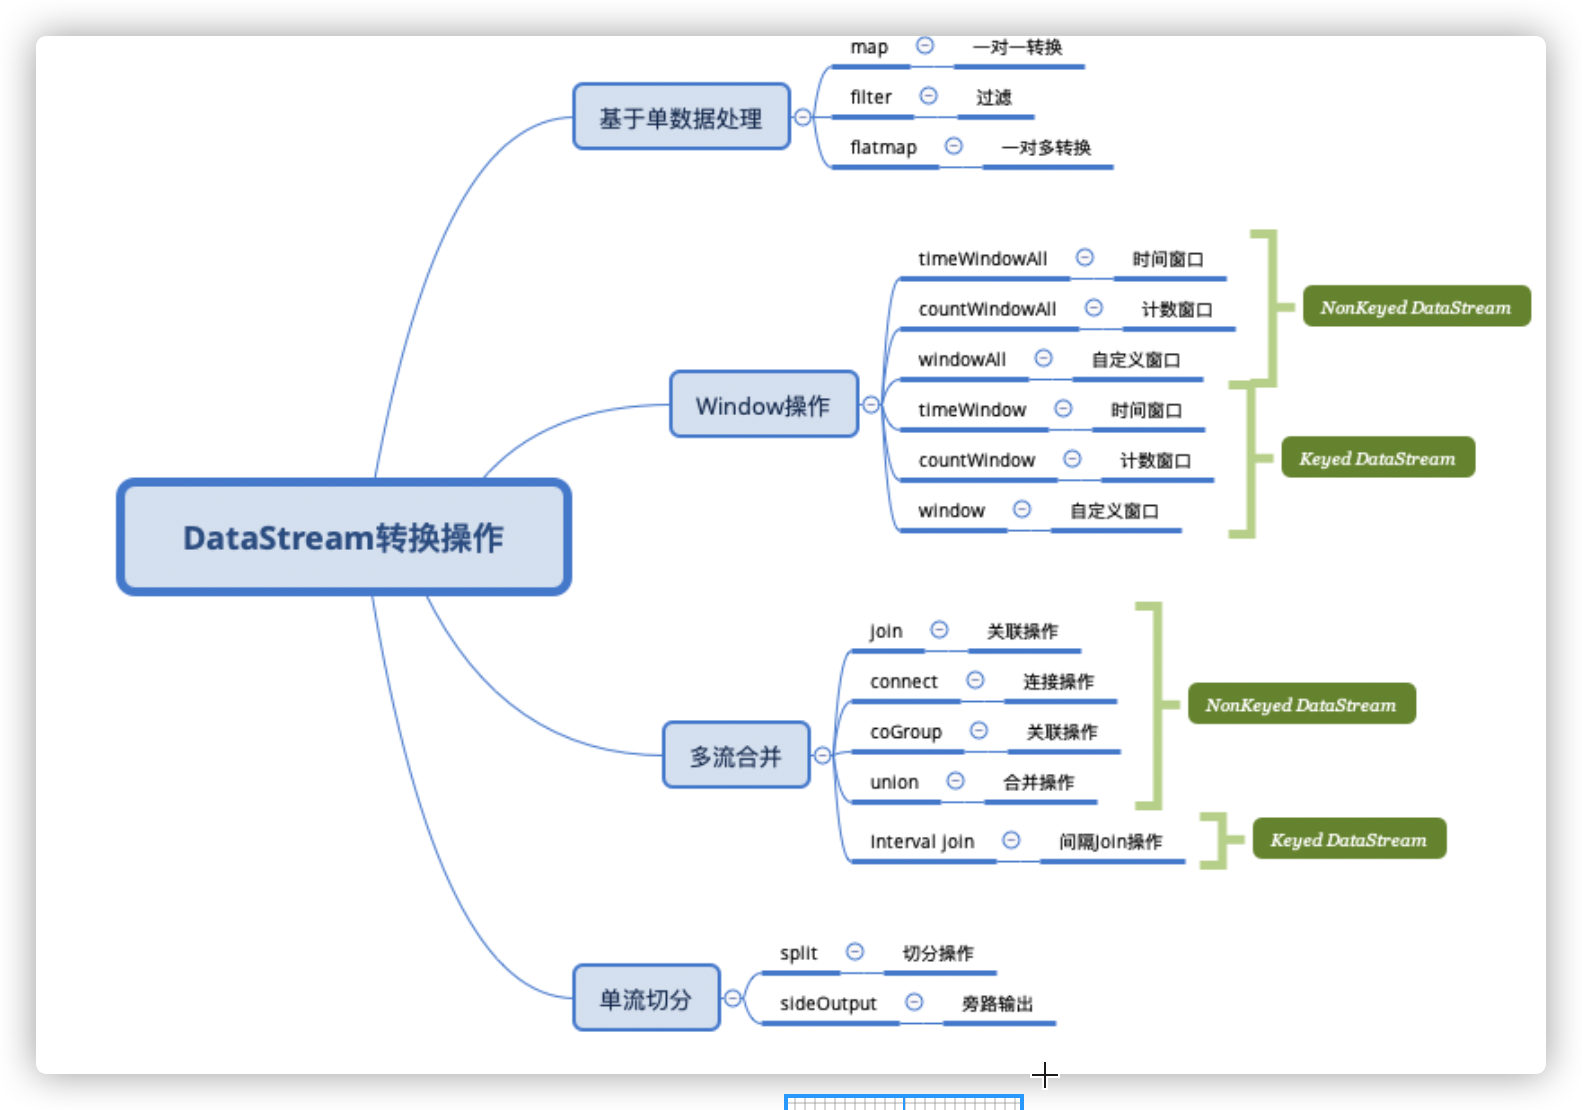 DataStream转换操作
基于单数据处理
map 一对一转换
filter 过滤
flatmap 一对多转换
Window操作
timeWindowAll 时间窗口
countWindowAll 计数窗口
windowAll 自定义窗口
NonKeyed DataStream
timeWindow 时间窗口
countWindow 计数窗口
window 自定义窗口
Keyed DataStream
多流合并
join 关联操作
connect 连接操作
coGroup 关联操作
union 合并操作
NonKeyed DataStream
Interval join 间隔Join操作
Keyed DataStream
单流切分
split 切分操作
sideOutput 旁路输出